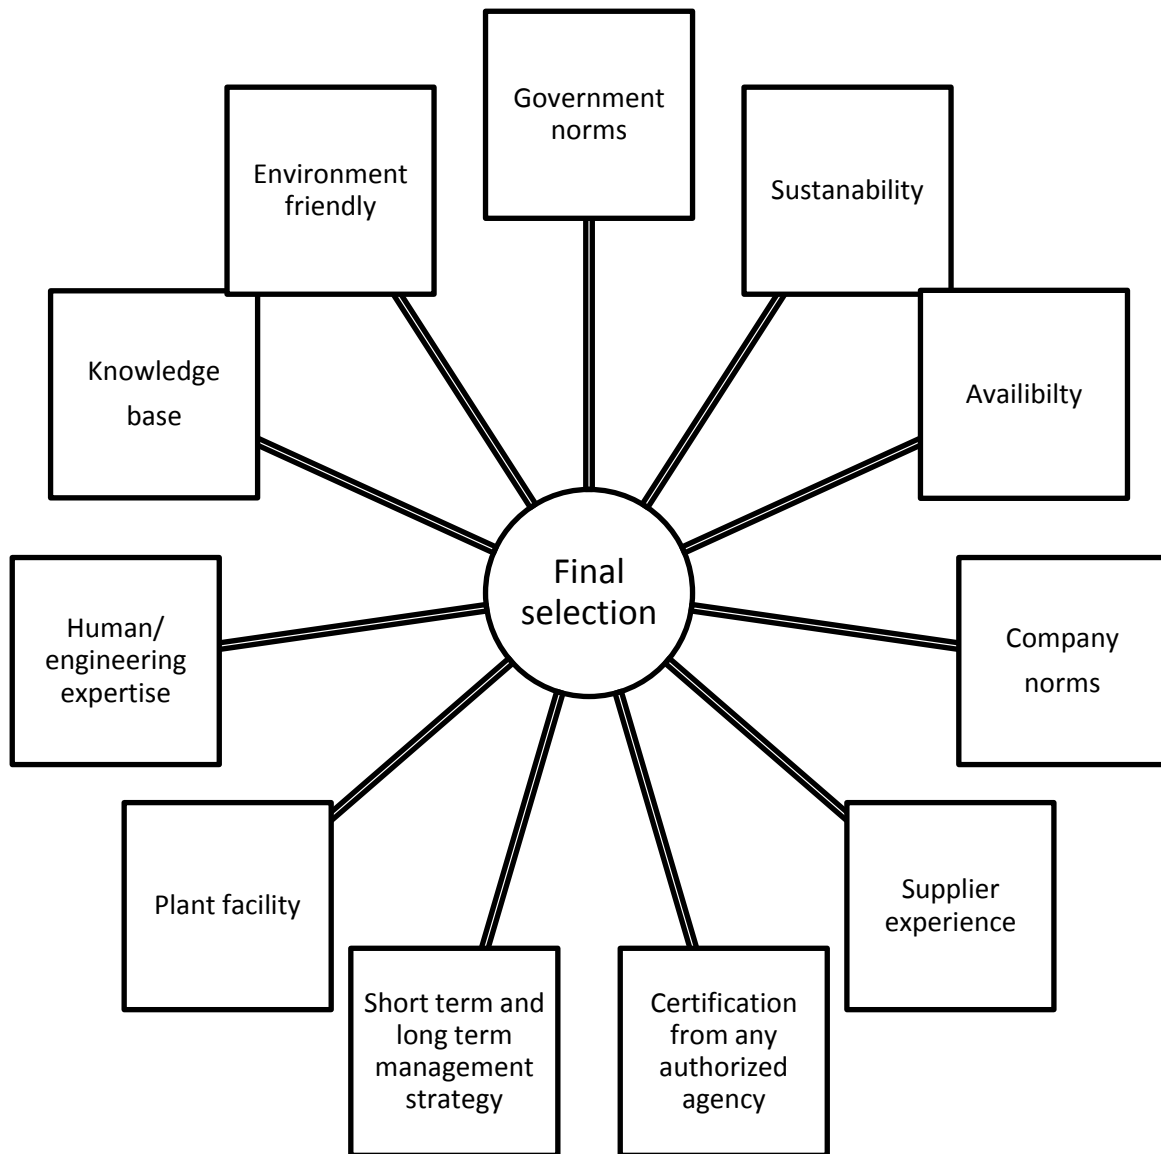 Government
norms
Sustanability
Availibilty
Company
norms
Supplier
experience
Certification
from any
authorized
agency
Short term and
long term
management
strategy
Plant facility
Human/
engineering
expertise
Knowledge
base
Environment
friendly
Final
selection